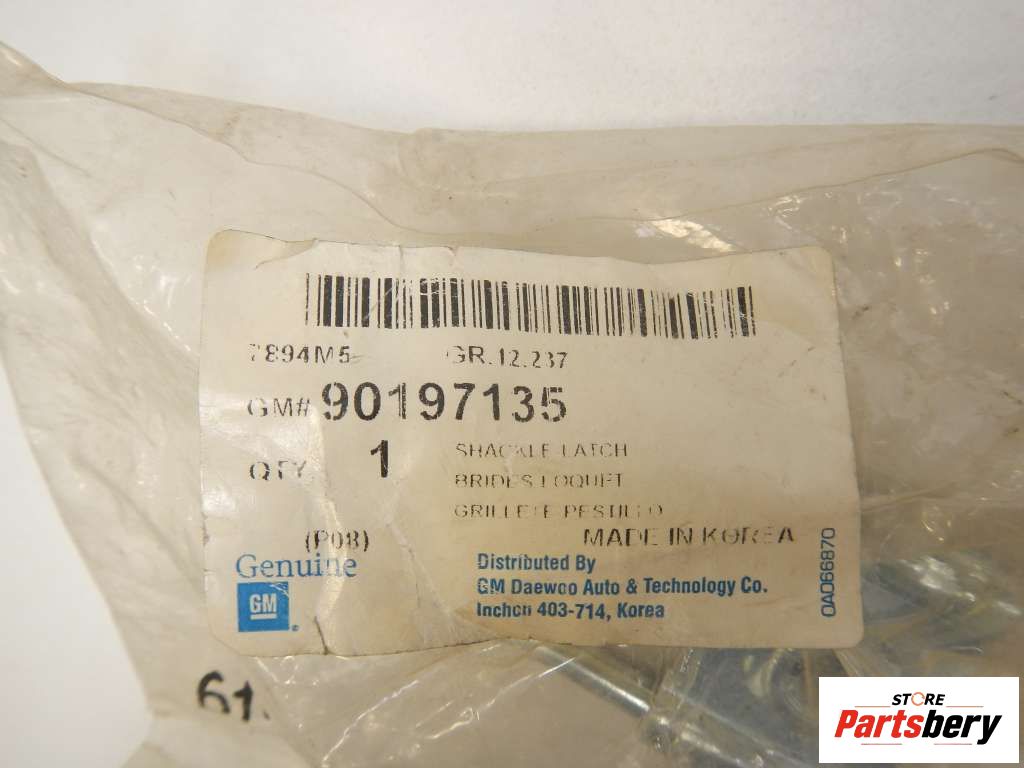 7894M5 GR.12.237
GM# 90197135
QTY 1 SHACKLE-LATCH
BRIDES LOQUET
GRILLETE PESTILLO
(P08) MADE IN KOREA
Genuine
GM
Distributed By
GM Daewoo Auto & Technology Co.
Inchon 403-714, Korea
0A066870
61
STORE
Partsbery